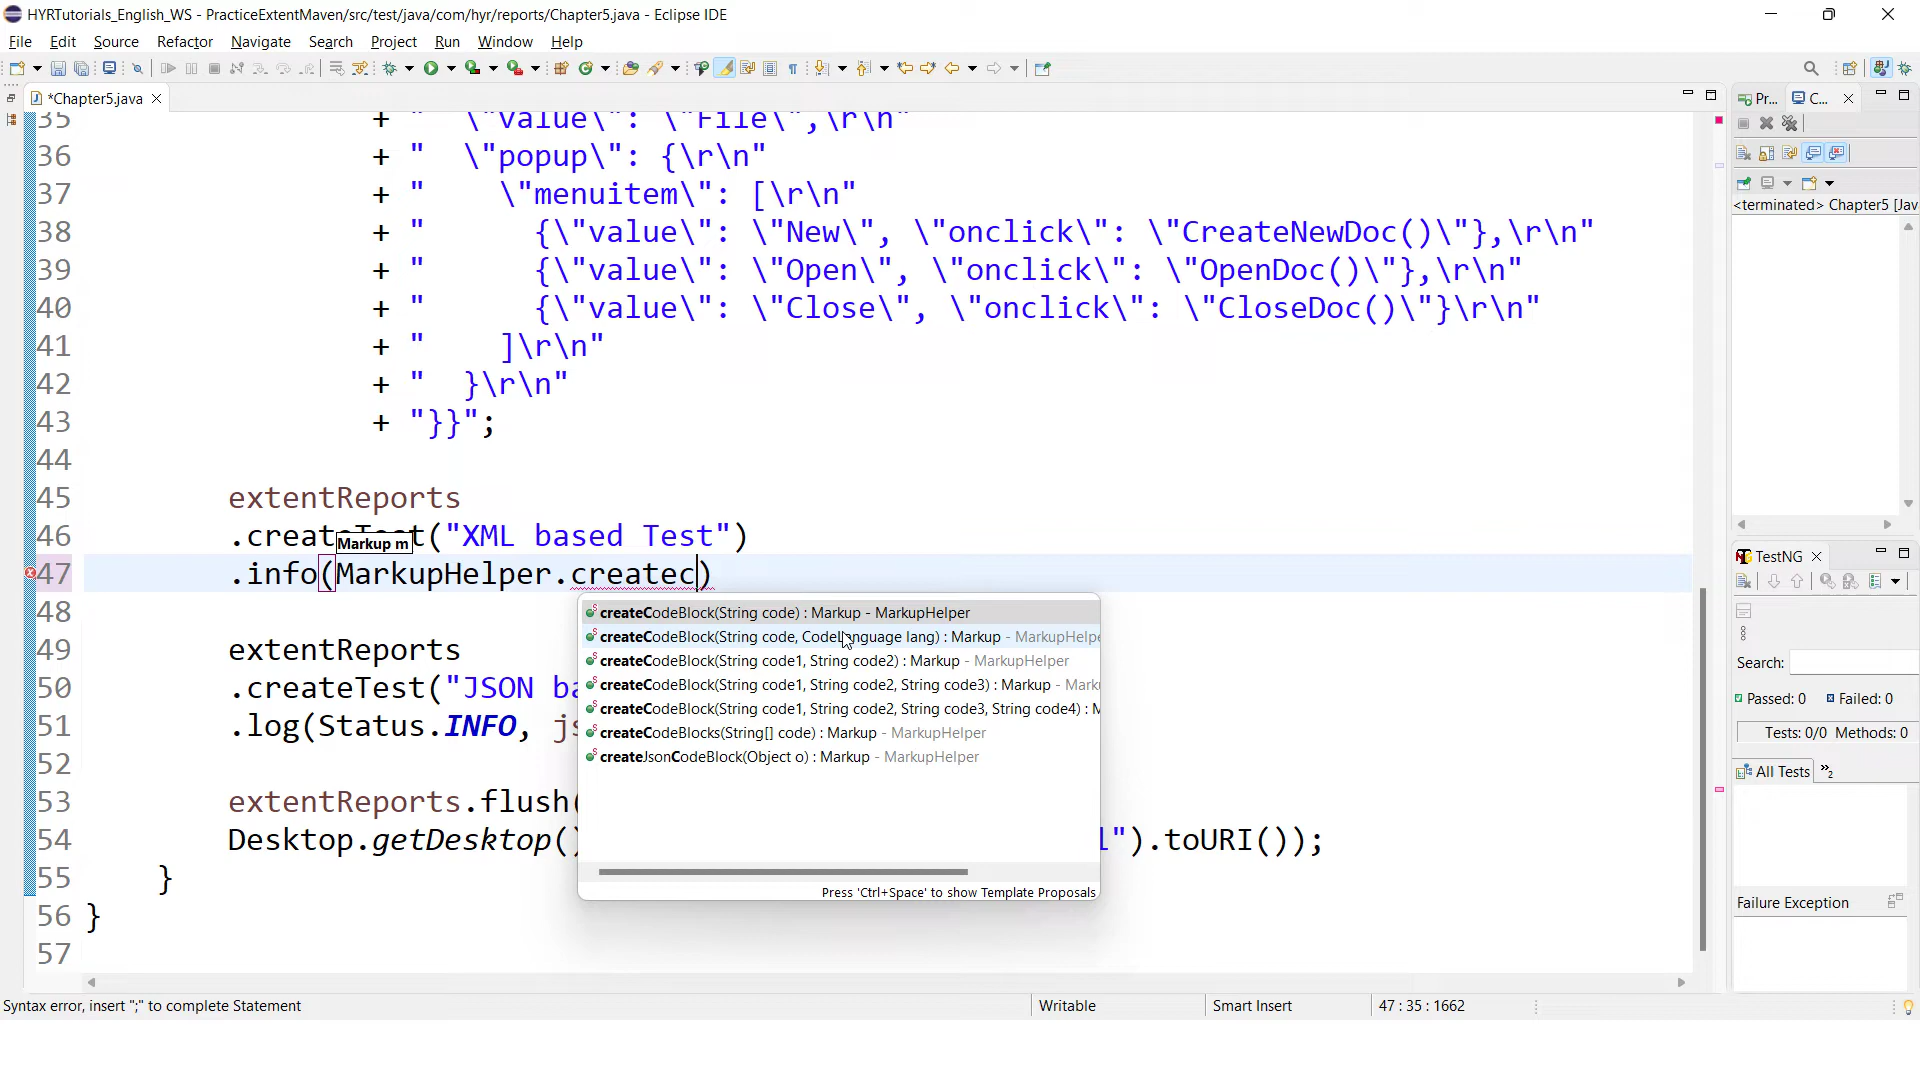 HYRTutorials_English_WS - PracticeExtentMaven/src/test/java/com/hyr/reports/Chapter5.java - Eclipse IDE
File Edit Source Refactor Navigate Search Project Run Window Help
*Chapter5.java
Pr... C...
35 + " \"value\": \"File\",\r\n"
36 + " \"popup\": {\r\n"
37 + " \"menuitem\": [\r\n"
38 + " {\"value\": \"New\", \"onclick\": \"CreateNewDoc()\"},\r\n"
39 + " {\"value\": \"Open\", \"onclick\": \"OpenDoc()\"},\r\n"
40 + " {\"value\": \"Close\", \"onclick\": \"CloseDoc()\"}\r\n"
41 + " ]\r\n"
42 + " }\r\n"
43 + "}}";
44
45 extentReports
46 .createTest("XML based Test")
Markup m
47 .info(MarkupHelper.createc)
48
49 extentReports
50 .createTest("JSON ba
51 .log(Status.INFO, js
52
53 extentReports.flush(
54 Desktop.getDesktop() l").toURI());
55 }
56 }
57
createCodeBlock(String code) : Markup - MarkupHelper
createCodeBlock(String code, CodeLanguage lang) : Markup - MarkupHelpe
createCodeBlock(String code1, String code2) : Markup - MarkupHelper
createCodeBlock(String code1, String code2, String code3) : Markup - Mark
createCodeBlock(String code1, String code2, String code3, String code4) : M
createCodeBlocks(String[] code) : Markup - MarkupHelper
createJsonCodeBlock(Object o) : Markup - MarkupHelper
Press 'Ctrl+Space' to show Template Proposals
<terminated> Chapter5 [Jav
TestNG
Search:
Passed: 0 Failed: 0
Tests: 0/0 Methods: 0
All Tests »2
Failure Exception
Syntax error, insert ";" to complete Statement
Writable Smart Insert 47 : 35 : 1662